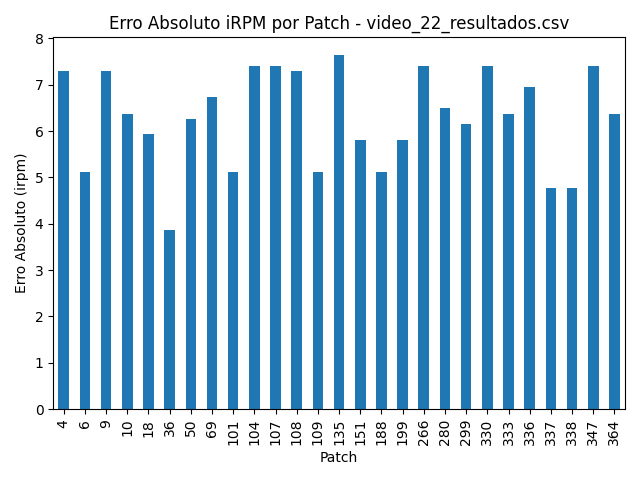 Erro Absoluto iRPM por Patch - video_22_resultados.csv
8
7
6
5
4
3
2
1
0
Erro Absoluto (irpm)
4 6 9 10 18 36 50 69 101 104 107 108 109 135 151 188 199 266 280 299 330 333 336 337 338 347 364
Patch